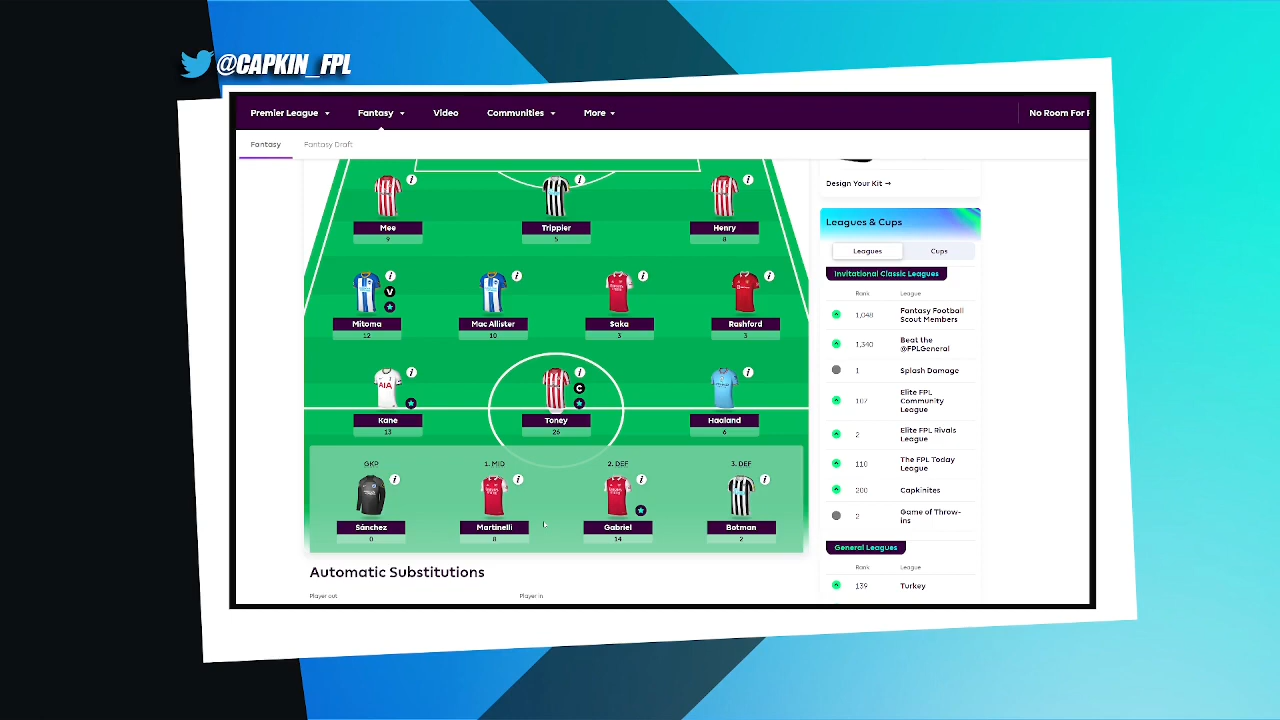 @CAPKIN_FPL
Premier League
Fantasy
Video
Communities
More
No Room For
Fantasy
Fantasy Draft
Mee
9
Trippier
5
Henry
8
Mitoma
12
V
Mac Allister
10
Saka
3
Rashford
3
AIA
Kane
13
C
Toney
26
Haaland
6
GKP
Sánchez
0
1. MID
Martinelli
8
2. DEF
Gabriel
14
3. DEF
Botman
2
Automatic Substitutions
Player out
Player in
Design Your Kit →
Leagues & Cups
Leagues
Cups
Invitational Classic Leagues
Rank
League
1,048
Fantasy Football
Scout Members
1,340
Beat the
@FPLGeneral
1
Splash Damage
107
Elite FPL
Community
League
2
Elite FPL Rivals
League
110
The FPL Today
League
200
Capkinites
2
Game of Throw-
ins
General Leagues
Rank
League
139
Turkey